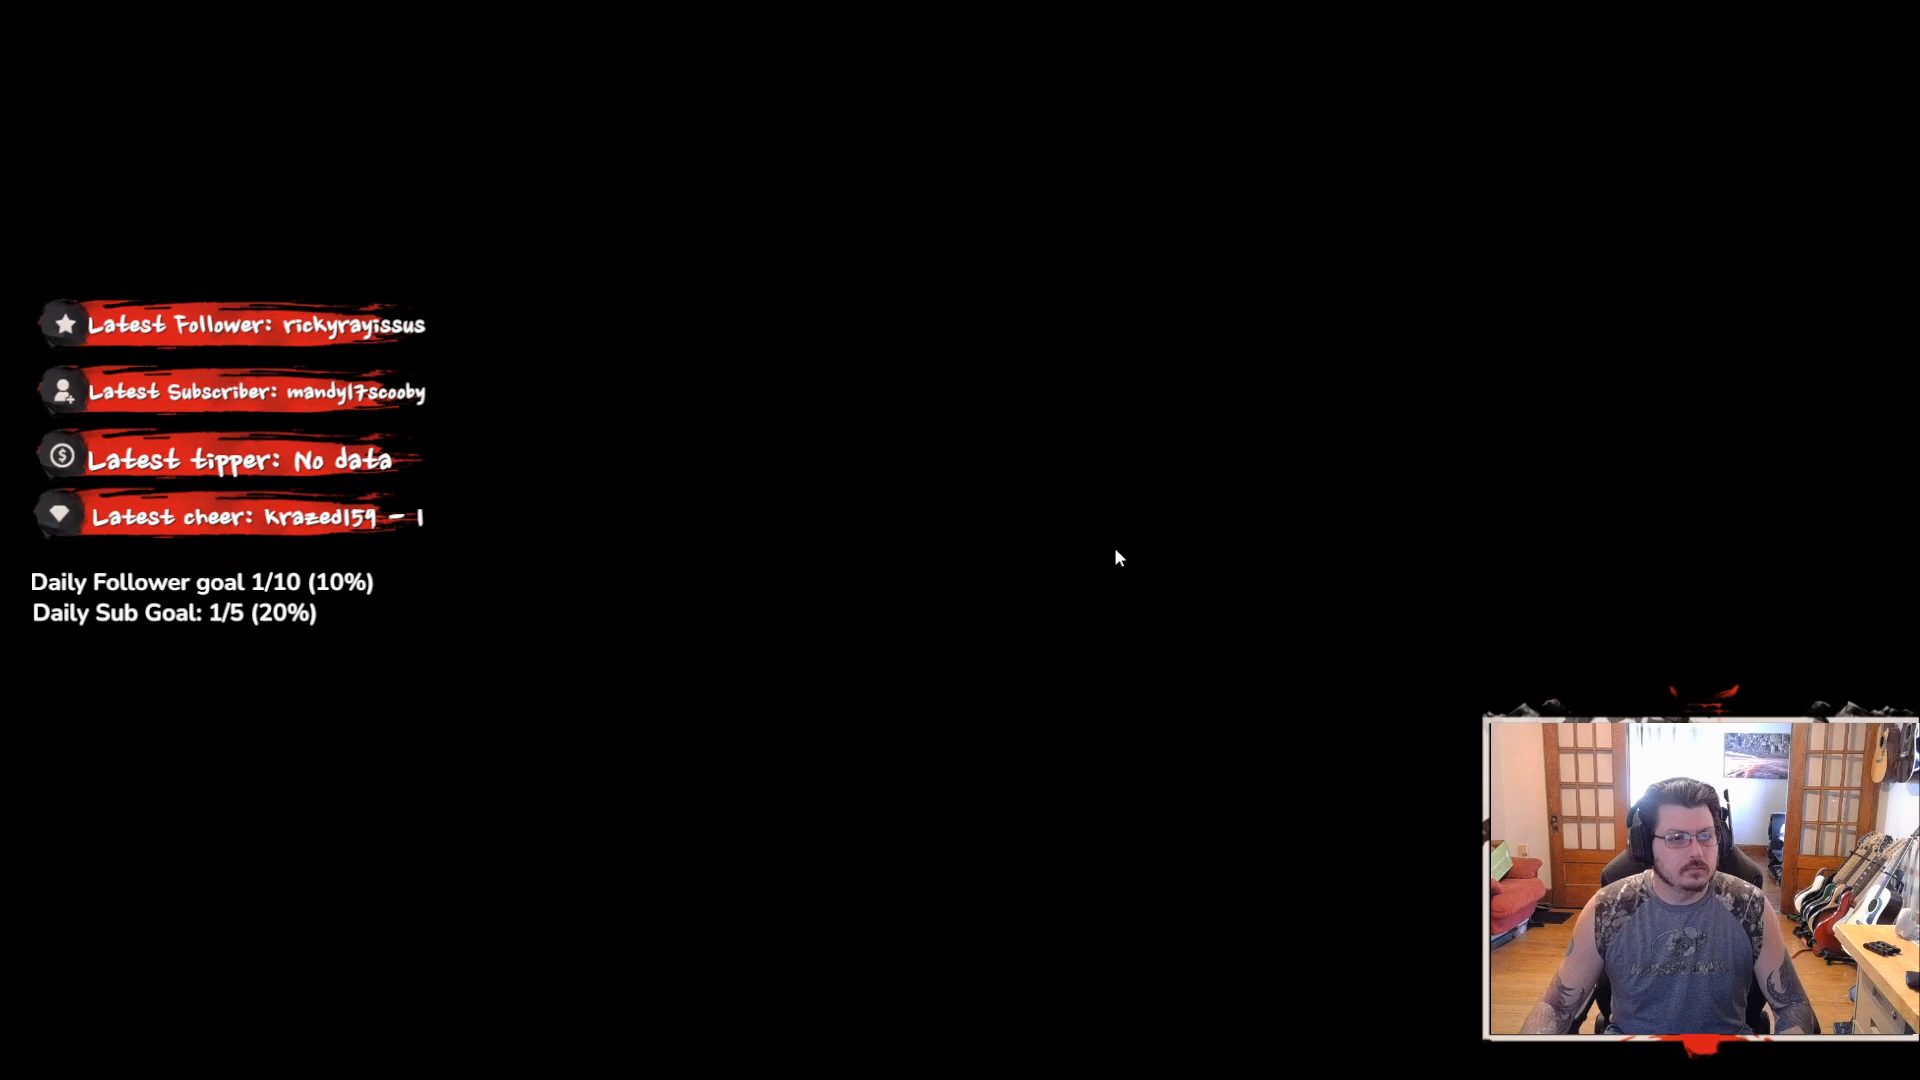 Latest Follower: rickyrayissus
Latest Subscriber: mandy17scooby
Latest tipper: No data
Latest cheer: Krazed159 - 1
Daily Follower goal 1/10 (10%)
Daily Sub Goal: 1/5 (20%)